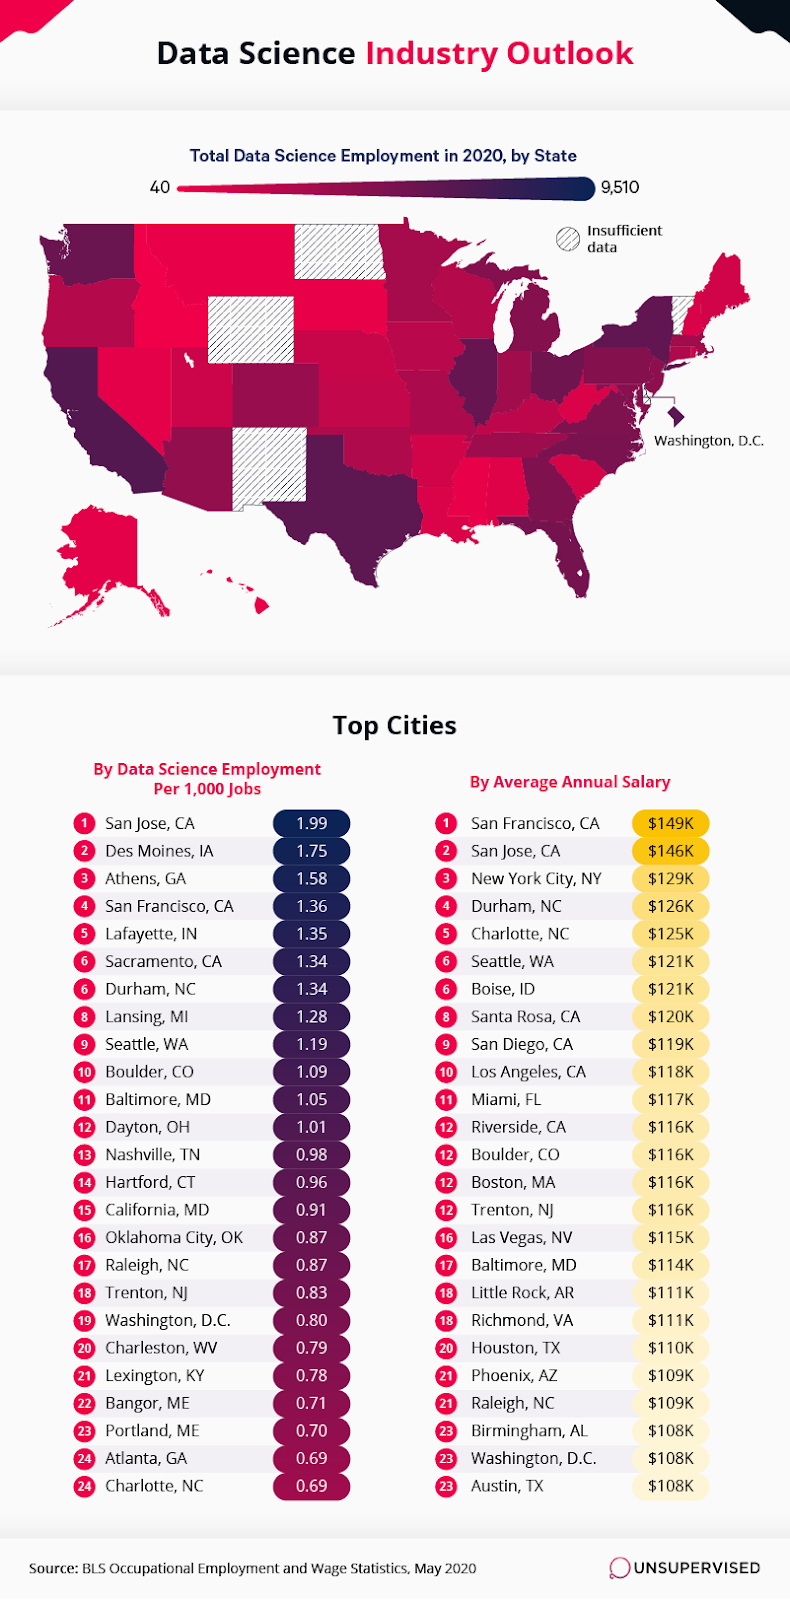 Data Science Industry Outlook
Total Data Science Employment in 2020, by State
40
9,510
Insufficient
data
Washington, D.C.
Top Cities
By Data Science Employment
Per 1,000 Jobs
1 San Jose, CA 1.99
2 Des Moines, IA 1.75
3 Athens, GA 1.58
4 San Francisco, CA 1.36
5 Lafayette, IN 1.35
6 Sacramento, CA 1.34
6 Durham, NC 1.34
8 Lansing, MI 1.28
9 Seattle, WA 1.19
10 Boulder, CO 1.09
11 Baltimore, MD 1.05
12 Dayton, OH 1.01
13 Nashville, TN 0.98
14 Hartford, CT 0.96
15 California, MD 0.91
16 Oklahoma City, OK 0.87
17 Raleigh, NC 0.87
18 Trenton, NJ 0.83
19 Washington, D.C. 0.80
20 Charleston, WV 0.79
21 Lexington, KY 0.78
22 Bangor, ME 0.71
23 Portland, ME 0.70
24 Atlanta, GA 0.69
24 Charlotte, NC 0.69
By Average Annual Salary
1 San Francisco, CA $149K
2 San Jose, CA $146K
3 New York City, NY $129K
4 Durham, NC $126K
5 Charlotte, NC $125K
6 Seattle, WA $121K
6 Boise, ID $121K
8 Santa Rosa, CA $120K
9 San Diego, CA $119K
10 Los Angeles, CA $118K
11 Miami, FL $117K
12 Riverside, CA $116K
12 Boulder, CO $116K
12 Boston, MA $116K
12 Trenton, NJ $116K
16 Las Vegas, NV $115K
17 Baltimore, MD $114K
18 Little Rock, AR $111K
18 Richmond, VA $111K
20 Houston, TX $110K
21 Phoenix, AZ $109K
21 Raleigh, NC $109K
23 Birmingham, AL $108K
23 Washington, D.C. $108K
23 Austin, TX $108K
Source: BLS Occupational Employment and Wage Statistics, May 2020
UNSUPERVISED